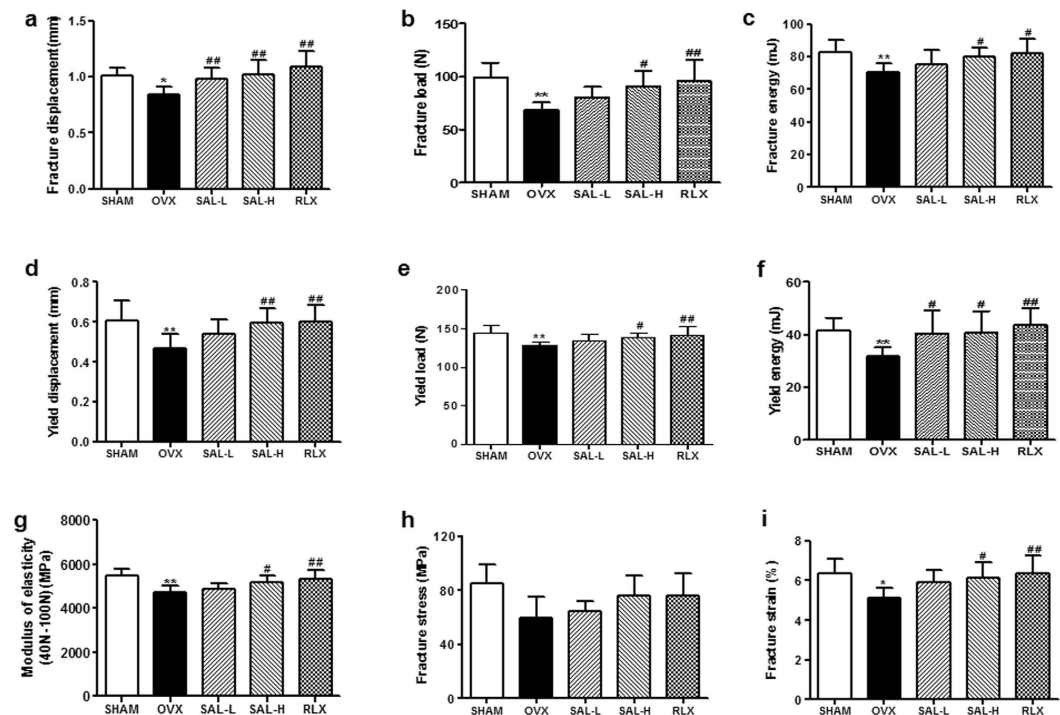 a
Fracture displacement(mm)
1.5
1.0
0.5
0.0
*
##
##
##
SHAM OVX SAL-L SAL-H RLX
b
Fracture load (N)
150
100
50
0
**
#
##
SHAM OVX SAL-L SAL-H RLX
c
Fracture energy (mJ)
100
80
60
40
20
0
**
#
#
SHAM OVX SAL-L SAL-H RLX
d
Yield displacement (mm)
0.8
0.6
0.4
0.2
0.0
**
##
##
SHAM OVX SAL-L SAL-H RLX
e
Yield load (N)
200
150
100
50
0
**
#
##
SHAM OVX SAL-L SAL-H RLX
f
Yield energy (mJ)
60
40
20
0
**
#
#
##
SHAM OVX SAL-L SAL-H RLX
g
Modulus of elasticity
(40N-100N) (MPa)
8000
6000
4000
2000
0
**
#
##
SHAM OVX SAL-L SAL-H RLX
h
Fracture stress (MPa)
120
80
40
0
SHAM OVX SAL-L SAL-H RLX
i
Fracture strain (%)
8
6
4
2
0
*
#
##
SHAM OVX SAL-L SAL-H RLX